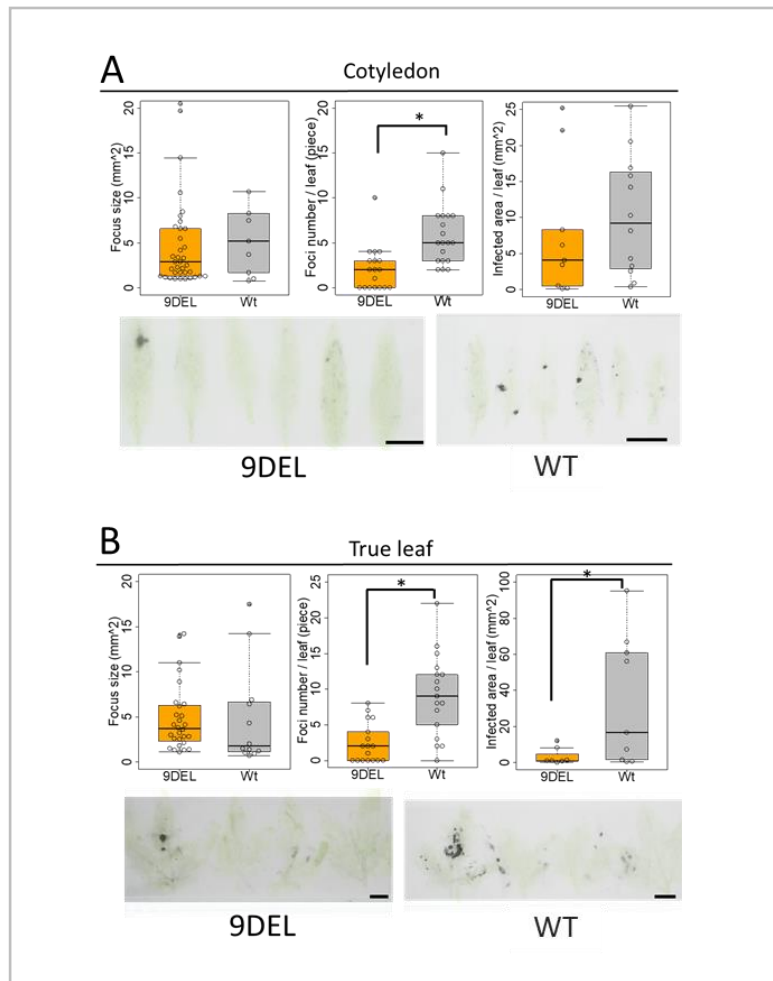 A
Cotyledon
Focus size (mm^2)
0 5 10 15 20
9DEL Wt
Foci number / leaf (piece)
0 5 10 15 20
*
9DEL Wt
Infected area / leaf (mm^2)
0 5 10 15 20 25
9DEL Wt
9DEL WT
B
True leaf
Focus size (mm^2)
0 5 10 15 20
9DEL Wt
Foci number / leaf (piece)
0 5 10 15 20 25
*
9DEL Wt
Infected area / leaf (mm^2)
0 20 40 60 80 100
*
9DEL Wt
9DEL WT